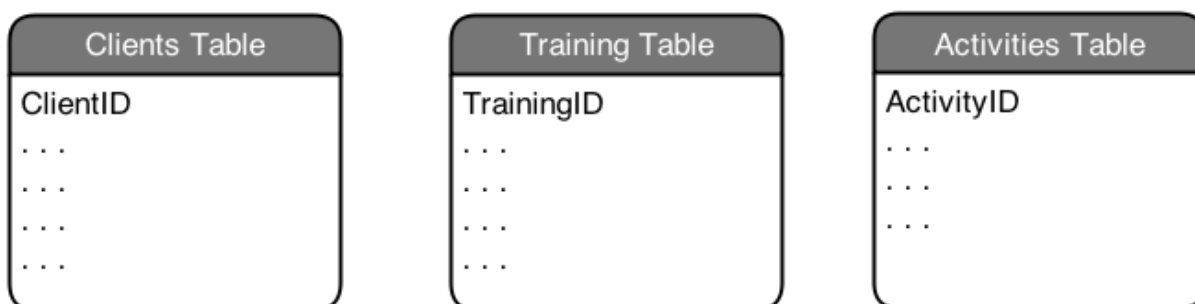 Clients Table
ClientID
. . .
. . .
. . .
. . .
Training Table
TrainingID
. . .
. . .
. . .
. . .
Activities Table
ActivityID
. . .
. . .
. . .